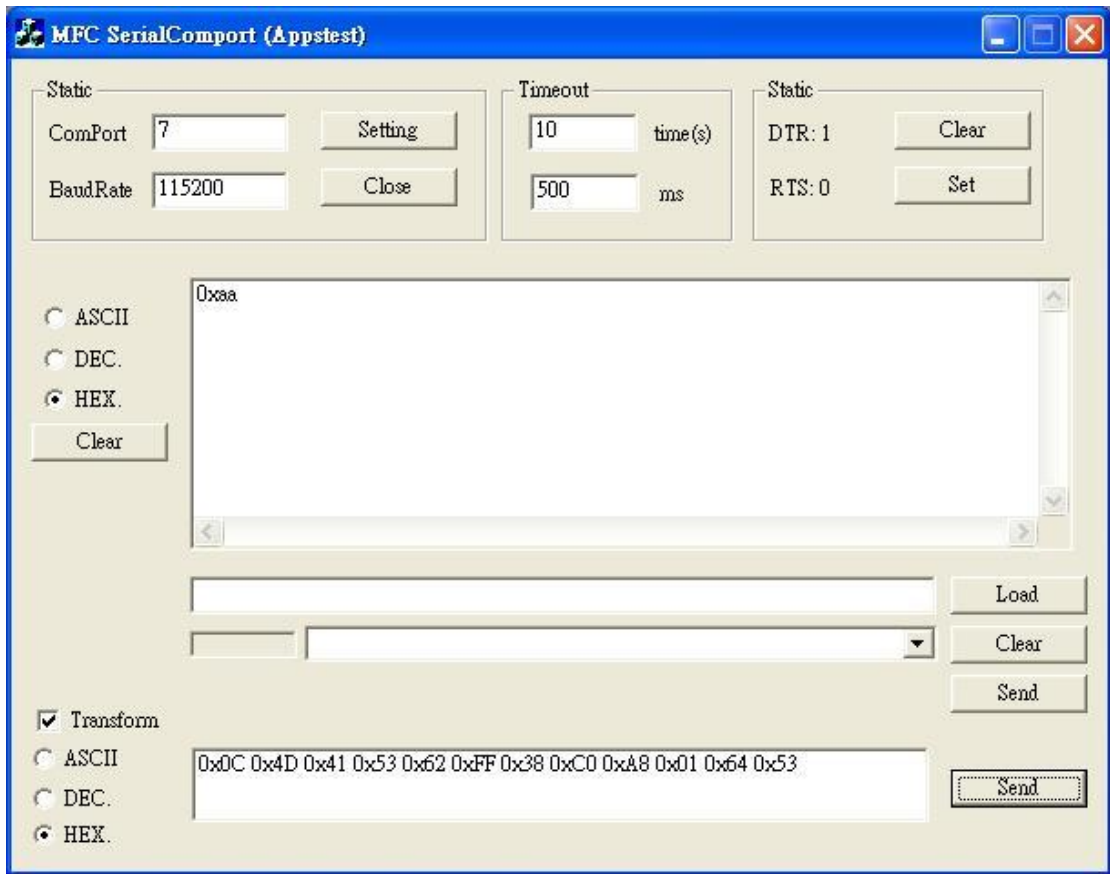 MFC SerialComport (Appstest)
Static
ComPort 7 Setting
BaudRate 115200 Close
Timeout
10 time(s)
500 ms
Static
DTR: 1 Clear
RTS: 0 Set
ASCII
DEC.
HEX.
Clear
0xaa
Load
Clear
Send
Transform
ASCII
DEC.
HEX.
0x0C 0x4D 0x41 0x53 0x62 0xFF 0x38 0xC0 0xA8 0x01 0x64 0x53
Send